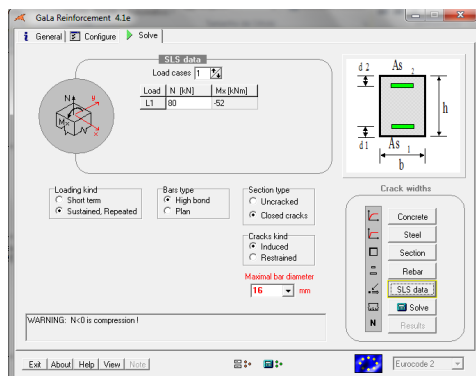 GaLa Reinforcement 4.1e
General Configure Solve
SLS data
Load cases 1
Load N [kN] Mx [kNm]
L1 80 -52
N y
Mx x
d 2 As 2
h
d1 As 1
b
Loading kind
Short term
Sustained, Repeated
Bars type
High bond
Plan
Section type
Uncracked
Closed cracks
Cracks kind
Induced
Restrained
Maximal bar diameter
16 mm
Crack widths
Concrete
Steel
Section
Rebar
SLS data
Solve
N Results
WARNING: N<0 is compression !
Exit About Help View Note
Eurocode 2